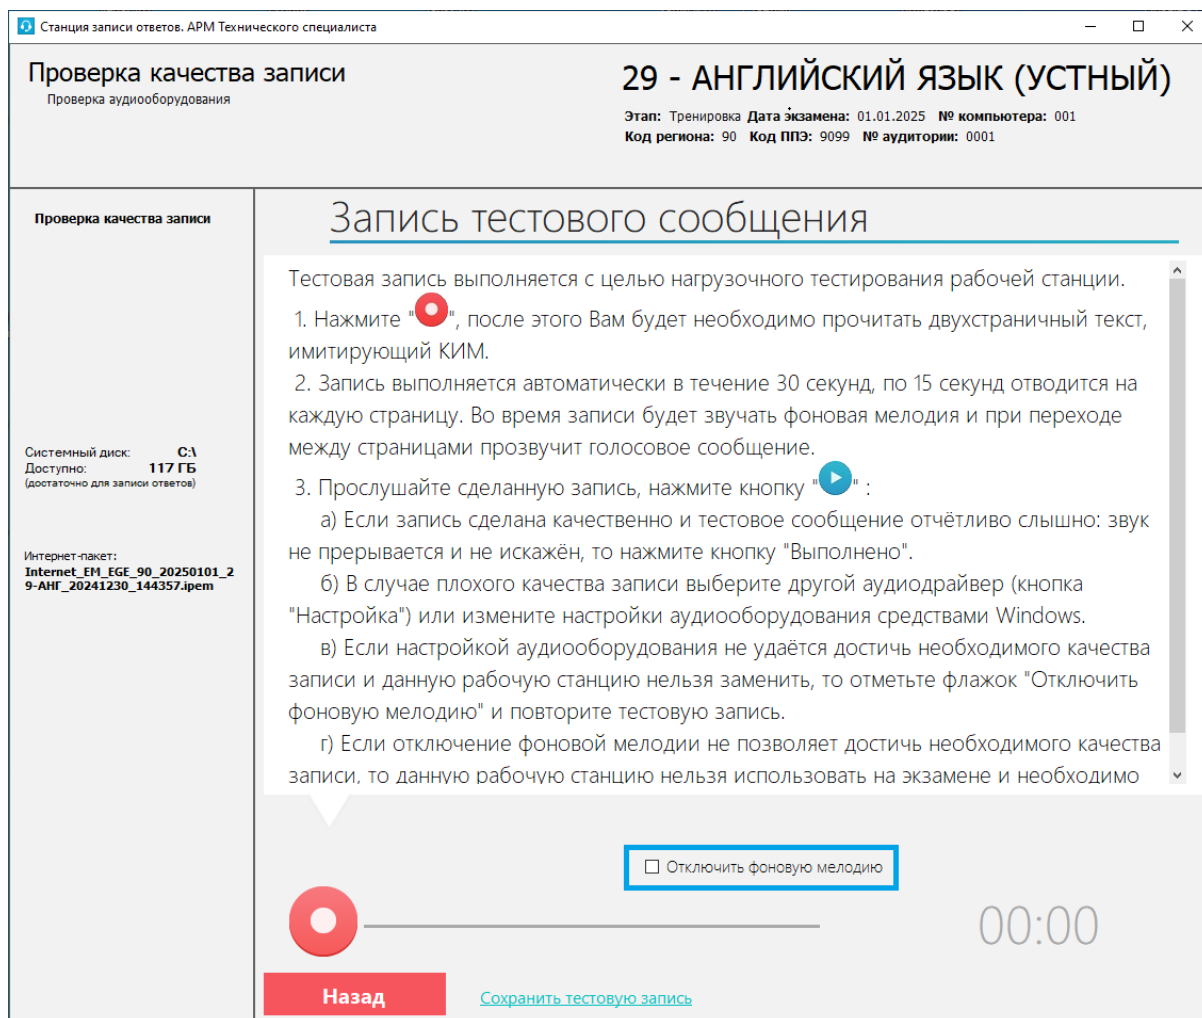 Станция записи ответов. АРМ Технического специалиста
Проверка качества записи
Проверка аудиооборудования
29 - АНГЛИЙСКИЙ ЯЗЫК (УСТНЫЙ)
Этап: Тренировка Дата экзамена: 01.01.2025 № компьютера: 001
Код региона: 90 Код ППЭ: 9099 № аудитории: 0001
Проверка качества записи
Системный диск: C:\
Доступно: 117 ГБ
(достаточно для записи ответов)
Интернет-пакет:
Internet_EM_EGE_90_20250101_2
9-АНГ_20241230_144357.ipem
Запись тестового сообщения
Тестовая запись выполняется с целью нагрузочного тестирования рабочей станции.
1. Нажмите "", после этого Вам будет необходимо прочитать двухстраничный текст,
имитирующий КИМ.
2. Запись выполняется автоматически в течение 30 секунд, по 15 секунд отводится на
каждую страницу. Во время записи будет звучать фоновая мелодия и при переходе
между страницами прозвучит голосовое сообщение.
3. Прослушайте сделанную запись, нажмите кнопку "" :
а) Если запись сделана качественно и тестовое сообщение отчётливо слышно: звук
не прерывается и не искажён, то нажмите кнопку "Выполнено".
б) В случае плохого качества записи выберите другой аудиодрайвер (кнопка
"Настройка") или измените настройки аудиооборудования средствами Windows.
в) Если настройкой аудиооборудования не удаётся достичь необходимого качества
записи и данную рабочую станцию нельзя заменить, то отметьте флажок "Отключить
фоновую мелодию" и повторите тестовую запись.
г) Если отключение фоновой мелодии не позволяет достичь необходимого качества
записи, то данную рабочую станцию нельзя использовать на экзамене и необходимо
Отключить фоновую мелодию
00:00
Назад
Сохранить тестовую запись